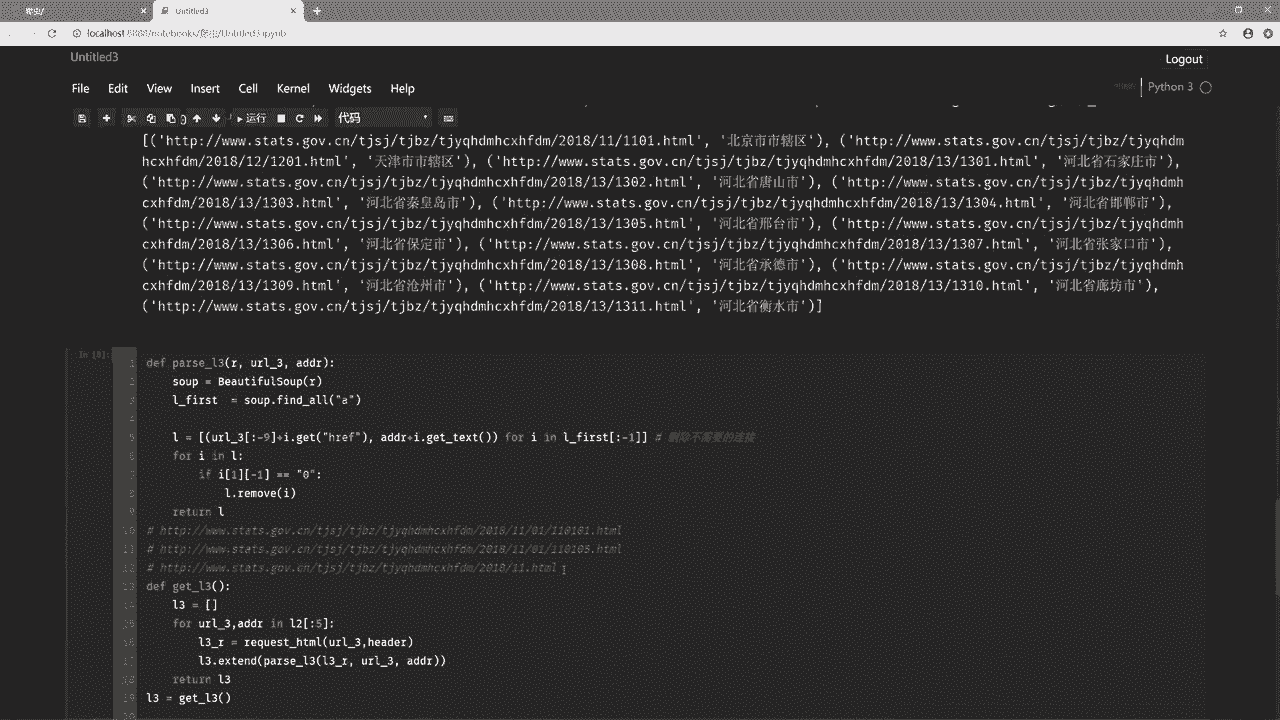 爬虫/
Untitled3
localhost:8888/notebooks/爬虫/Untitled3.ipynb
Untitled3
Logout
File Edit View Insert Cell Kernel Widgets Help
Python 3
运行 代码
[('http://www.stats.gov.cn/tjsj/tjbz/tjyqhdmhcxhfdm/2018/11/1101.html', '北京市市辖区'), ('http://www.stats.gov.cn/tjsj/tjbz/tjyqhdm
hcxhfdm/2018/12/1201.html', '天津市市辖区'), ('http://www.stats.gov.cn/tjsj/tjbz/tjyqhdmhcxhfdm/2018/13/1301.html', '河北省石家庄市'),
('http://www.stats.gov.cn/tjsj/tjbz/tjyqhdmhcxhfdm/2018/13/1302.html', '河北省唐山市'), ('http://www.stats.gov.cn/tjsj/tjbz/tjyqhdmh
cxhfdm/2018/13/1303.html', '河北省秦皇岛市'), ('http://www.stats.gov.cn/tjsj/tjbz/tjyqhdmhcxhfdm/2018/13/1304.html', '河北省邯郸市'),
('http://www.stats.gov.cn/tjsj/tjbz/tjyqhdmhcxhfdm/2018/13/1305.html', '河北省邢台市'), ('http://www.stats.gov.cn/tjsj/tjbz/tjyqhdmh
cxhfdm/2018/13/1306.html', '河北省保定市'), ('http://www.stats.gov.cn/tjsj/tjbz/tjyqhdmhcxhfdm/2018/13/1307.html', '河北省张家口市'),
('http://www.stats.gov.cn/tjsj/tjbz/tjyqhdmhcxhfdm/2018/13/1308.html', '河北省承德市'), ('http://www.stats.gov.cn/tjsj/tjbz/tjyqhdmh
cxhfdm/2018/13/1309.html', '河北省沧州市'), ('http://www.stats.gov.cn/tjsj/tjbz/tjyqhdmhcxhfdm/2018/13/1310.html', '河北省廊坊市'),
('http://www.stats.gov.cn/tjsj/tjbz/tjyqhdmhcxhfdm/2018/13/1311.html', '河北省衡水市')]
In [8]:
1 def parse_l3(r, url_3, addr):
2 soup = BeautifulSoup(r)
3 l_first = soup.find_all("a")
4
5 l = [(url_3[:-9]+i.get("href"), addr+i.get_text()) for i in l_first[:-1]] # 删除不需要的连接
6 for i in l:
7 if i[1][-1] == "0":
8 l.remove(i)
9 return l
10 # http://www.stats.gov.cn/tjsj/tjbz/tjyqhdmhcxhfdm/2018/11/01/110101.html
11 # http://www.stats.gov.cn/tjsj/tjbz/tjyqhdmhcxhfdm/2018/11/01/110105.html
12 # http://www.stats.gov.cn/tjsj/tjbz/tjyqhdmhcxhfdm/2018/11.html
13 def get_l3():
14 l3 = []
15 for url_3,addr in l2[:5]:
16 l3_r = request_html(url_3,header)
17 l3.extend(parse_l3(l3_r, url_3, addr))
18 return l3
19 l3 = get_l3()
20